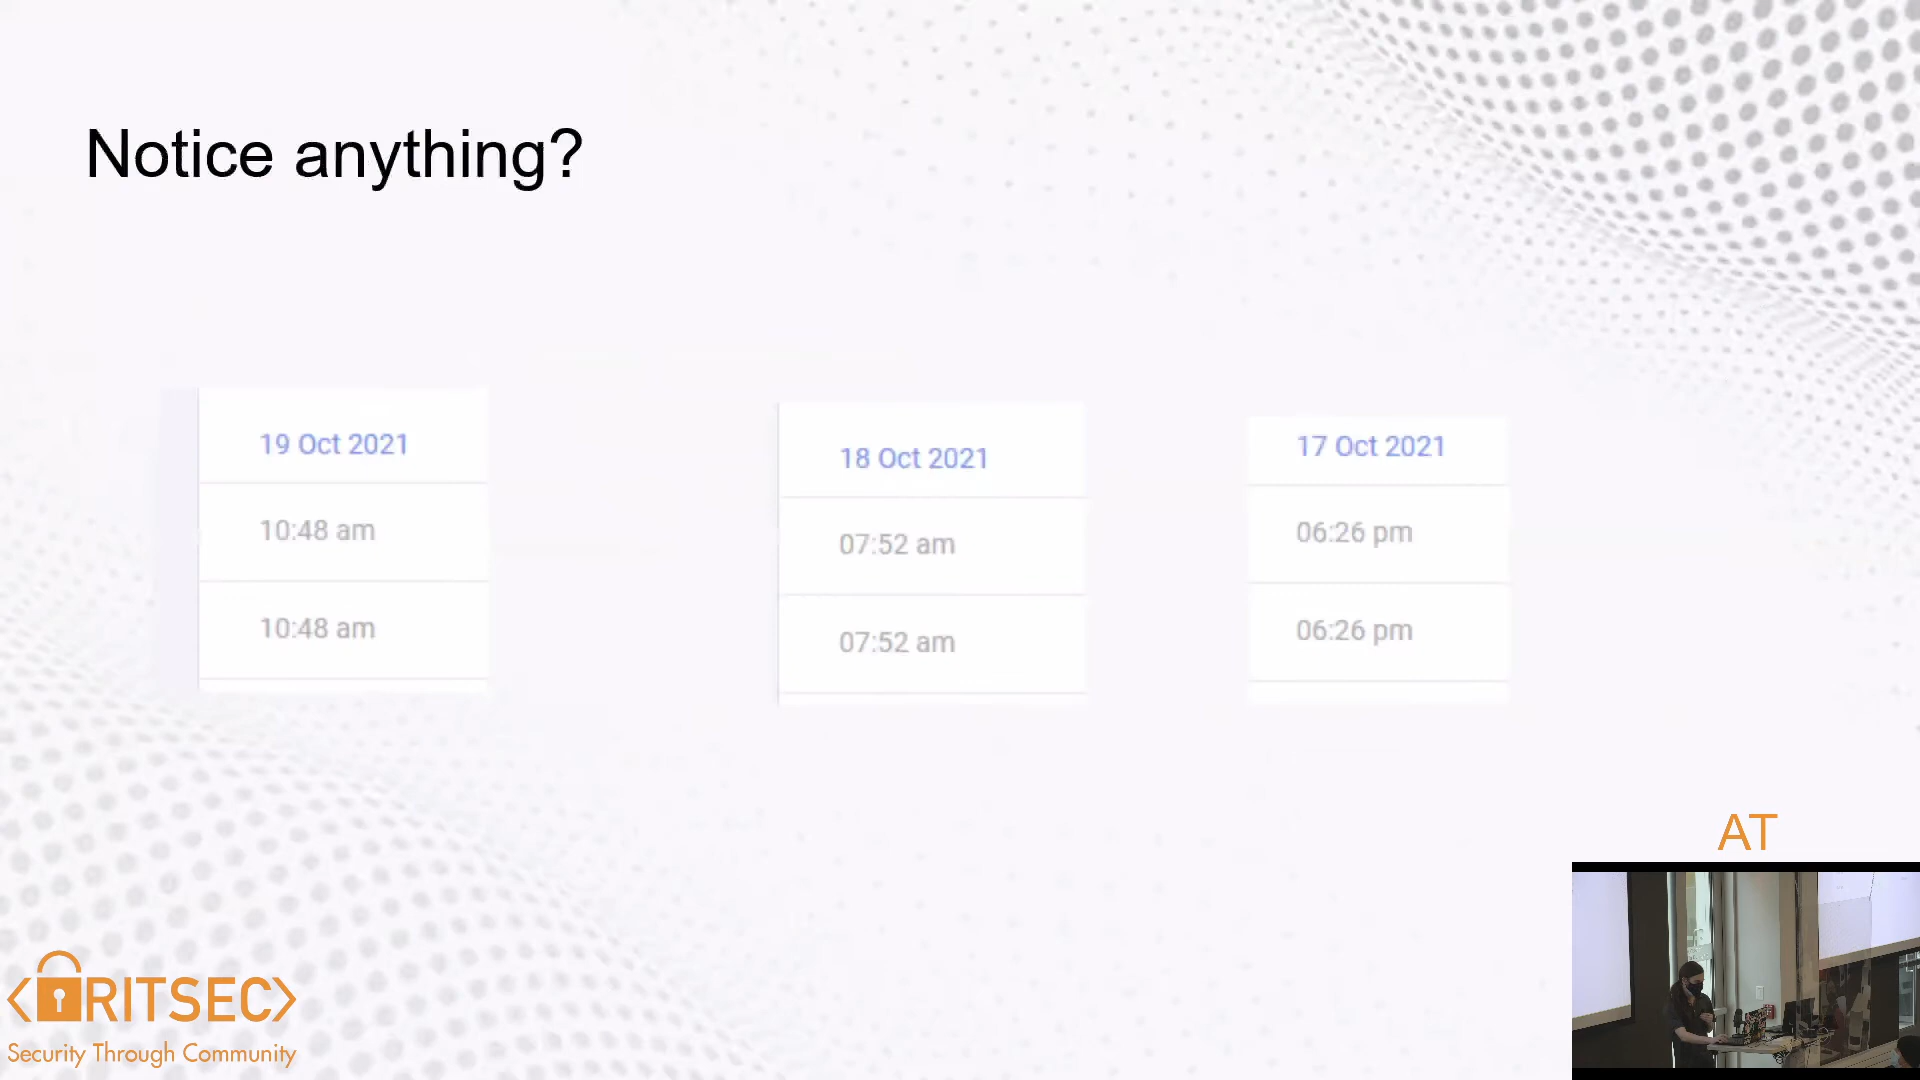 Notice anything?
19 Oct 2021
10:48 am
10:48 am
18 Oct 2021
07:52 am
07:52 am
17 Oct 2021
06:26 pm
06:26 pm
AT
<RITSEC>
Security Through Community